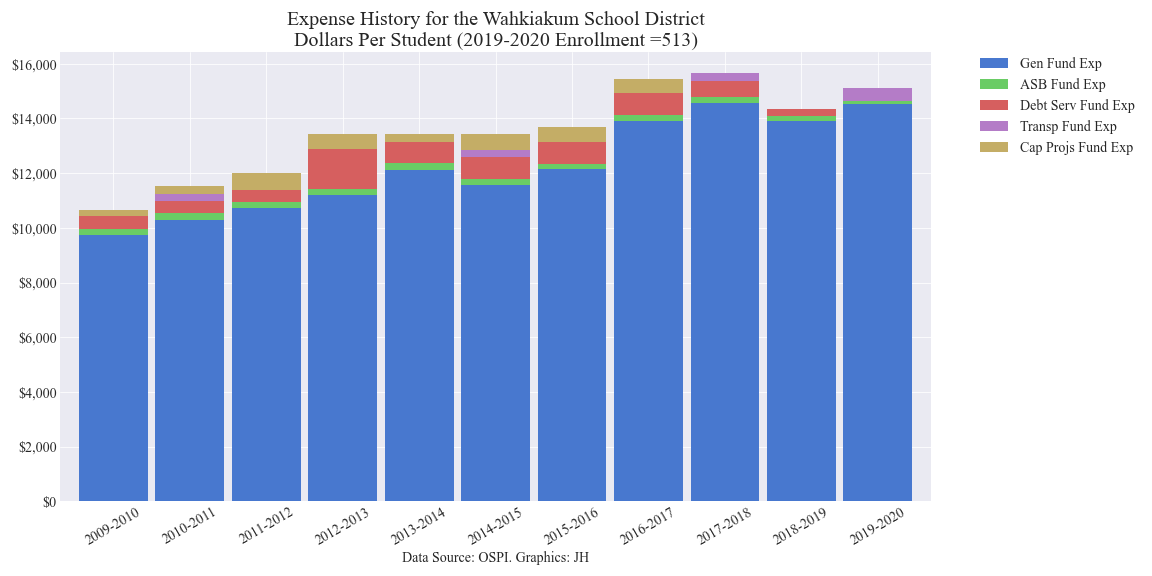 Expense History for the Wahkiakum School District
Dollars Per Student (2019-2020 Enrollment =513)
$16,000
$14,000
$12,000
$10,000
$8,000
$6,000
$4,000
$2,000
$0
2009-2010
2010-2011
2011-2012
2012-2013
2013-2014
2014-2015
2015-2016
2016-2017
2017-2018
2018-2019
2019-2020
Data Source: OSPI. Graphics: JH
Gen Fund Exp
ASB Fund Exp
Debt Serv Fund Exp
Transp Fund Exp
Cap Projs Fund Exp